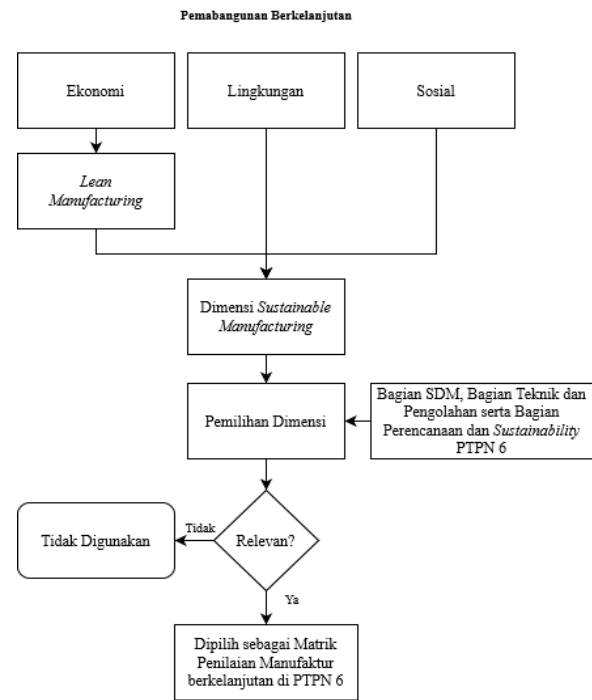 Pemabangunan Berkelanjutan
Ekonomi
Lingkungan
Sosial
Lean
Manufacturing
Dimensi Sustainable
Manufacturing
Pemilihan Dimensi
Bagian SDM, Bagian Teknik dan
Pengolahan serta Bagian
Perencanaan dan Sustainability
PTPN 6
Relevan?
Tidak
Tidak Digunakan
Ya
Dipilih sebagai Matrik
Penilaian Manufaktur
berkelanjutan di PTPN 6